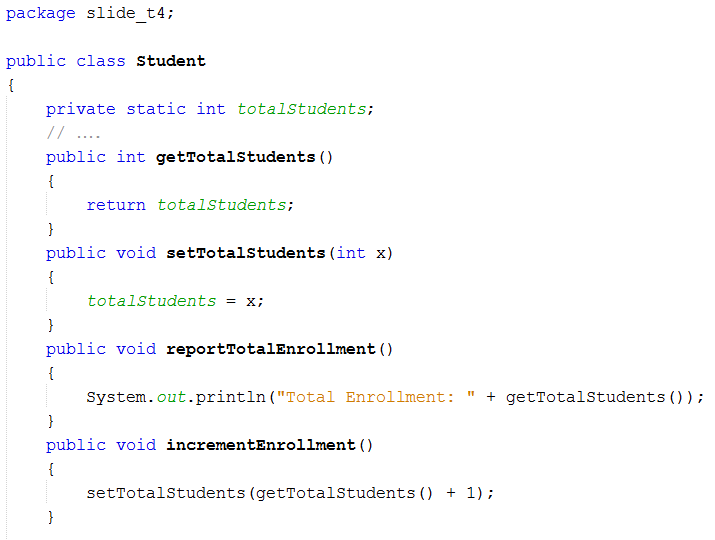 package slide_t4;
public class Student
{
private static int totalStudents;
// ....
public int getTotalStudents()
{
return totalStudents;
}
public void setTotalStudents(int x)
{
totalStudents = x;
}
public void reportTotalEnrollment()
{
System.out.println("Total Enrollment: " + getTotalStudents());
}
public void incrementEnrollment()
{
setTotalStudents(getTotalStudents() + 1);
}